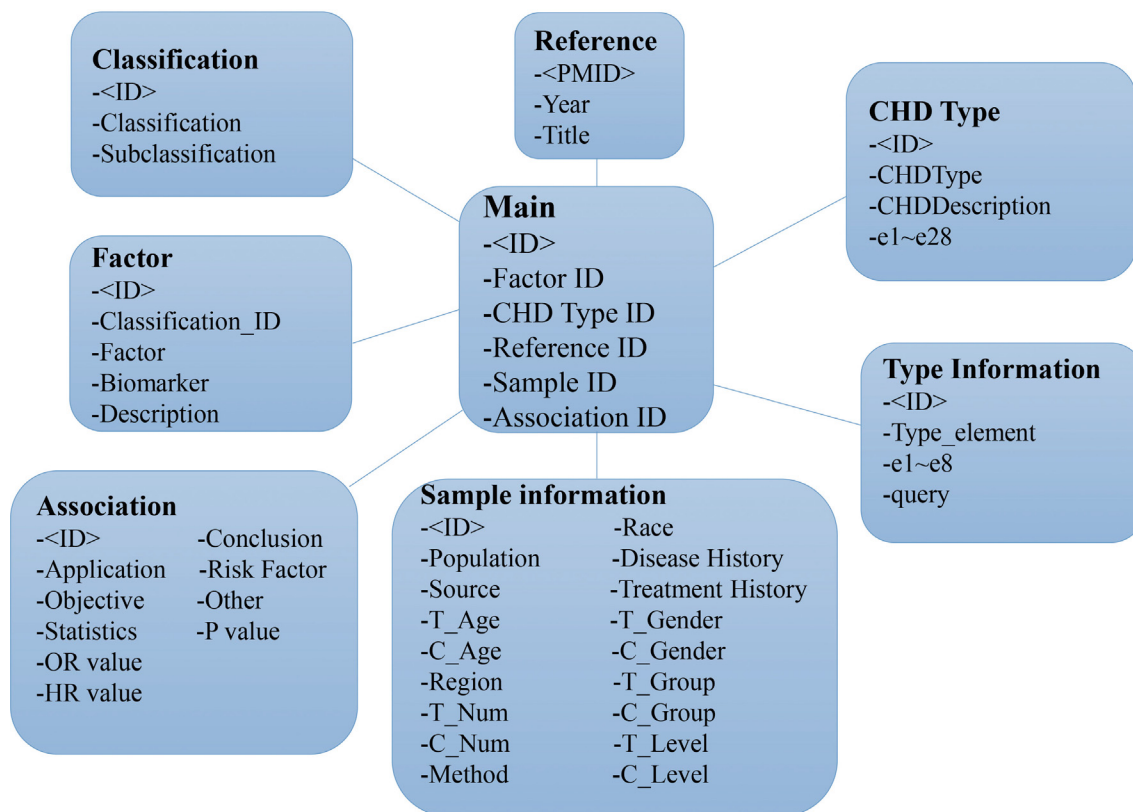 Classification
-<ID>
-Classification
-Subclassification
Reference
-<PMID>
-Year
-Title
CHD Type
-<ID>
-CHDType
-CHDDescription
-e1~e28
Factor
-<ID>
-Classification_ID
-Factor
-Biomarker
-Description
Main
-<ID>
-Factor ID
-CHD Type ID
-Reference ID
-Sample ID
-Association ID
Type Information
-<ID>
-Type_element
-e1~e8
-query
Association
-<ID>
-Application
-Objective
-Statistics
-OR value
-HR value
-Conclusion
-Risk Factor
-Other
-P value
Sample information
-<ID>
-Population
-Source
-T_Age
-C_Age
-Region
-T_Num
-C_Num
-Method
-Race
-Disease History
-Treatment History
-T_Gender
-C_Gender
-T_Group
-C_Group
-T_Level
-C_Level